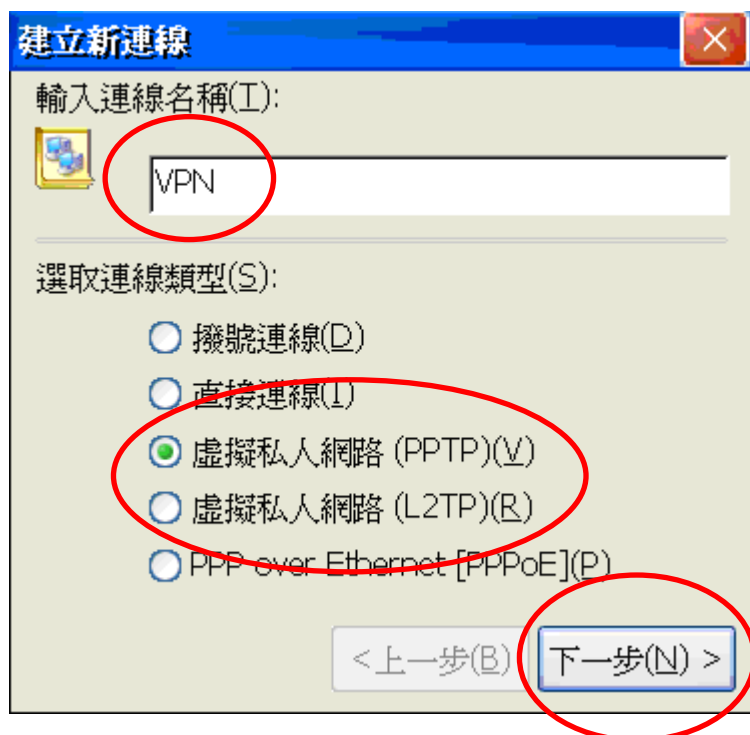 建立新連線
輸入連線名稱(T):
VPN
選取連線類型(S):
撥號連線(D)
直接連線(I)
虛擬私人網路 (PPTP)(V)
虛擬私人網路 (L2TP)(R)
PPP over Ethernet [PPPoE](P)
<上一步(B) 下一步(N) >